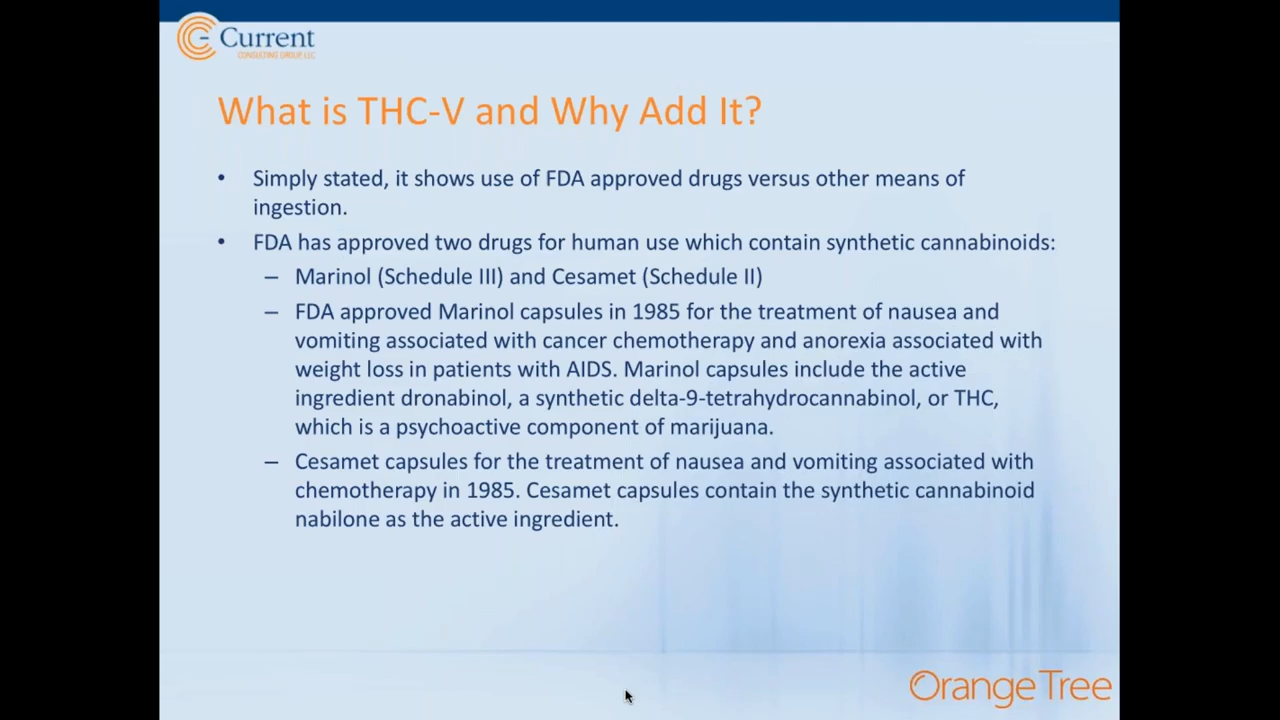 Current
CONSULTING GROUP, LLC
What is THC-V and Why Add It?
• Simply stated, it shows use of FDA approved drugs versus other means of
ingestion.
• FDA has approved two drugs for human use which contain synthetic cannabinoids:
– Marinol (Schedule III) and Cesamet (Schedule II)
– FDA approved Marinol capsules in 1985 for the treatment of nausea and
vomiting associated with cancer chemotherapy and anorexia associated with
weight loss in patients with AIDS. Marinol capsules include the active
ingredient dronabinol, a synthetic delta-9-tetrahydrocannabinol, or THC,
which is a psychoactive component of marijuana.
– Cesamet capsules for the treatment of nausea and vomiting associated with
chemotherapy in 1985. Cesamet capsules contain the synthetic cannabinoid
nabilone as the active ingredient.
Orange Tree